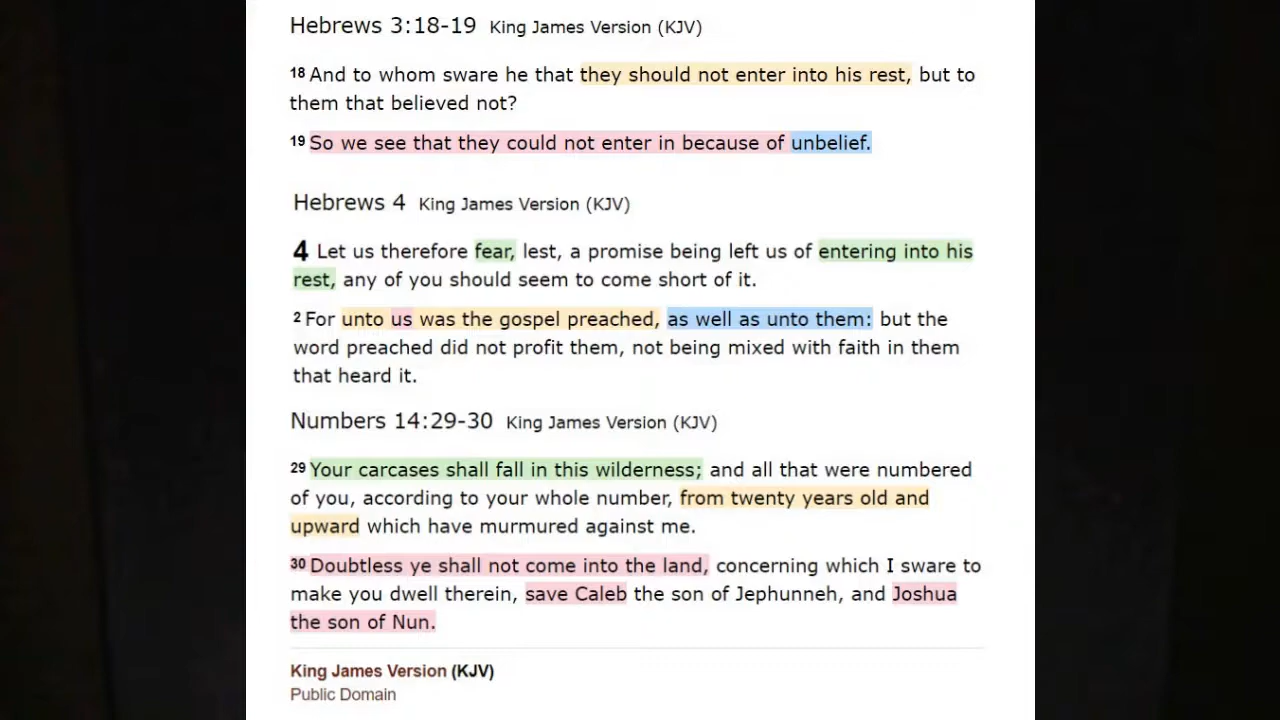 Hebrews 3:18-19 King James Version (KJV)
18 And to whom sware he that they should not enter into his rest, but to
them that believed not?
19 So we see that they could not enter in because of unbelief.
Hebrews 4 King James Version (KJV)
4 Let us therefore fear, lest, a promise being left us of entering into his
rest, any of you should seem to come short of it.
2 For unto us was the gospel preached, as well as unto them: but the
word preached did not profit them, not being mixed with faith in them
that heard it.
Numbers 14:29-30 King James Version (KJV)
29 Your carcases shall fall in this wilderness; and all that were numbered
of you, according to your whole number, from twenty years old and
upward which have murmured against me.
30 Doubtless ye shall not come into the land, concerning which I sware to
make you dwell therein, save Caleb the son of Jephunneh, and Joshua
the son of Nun.
King James Version (KJV)
Public Domain